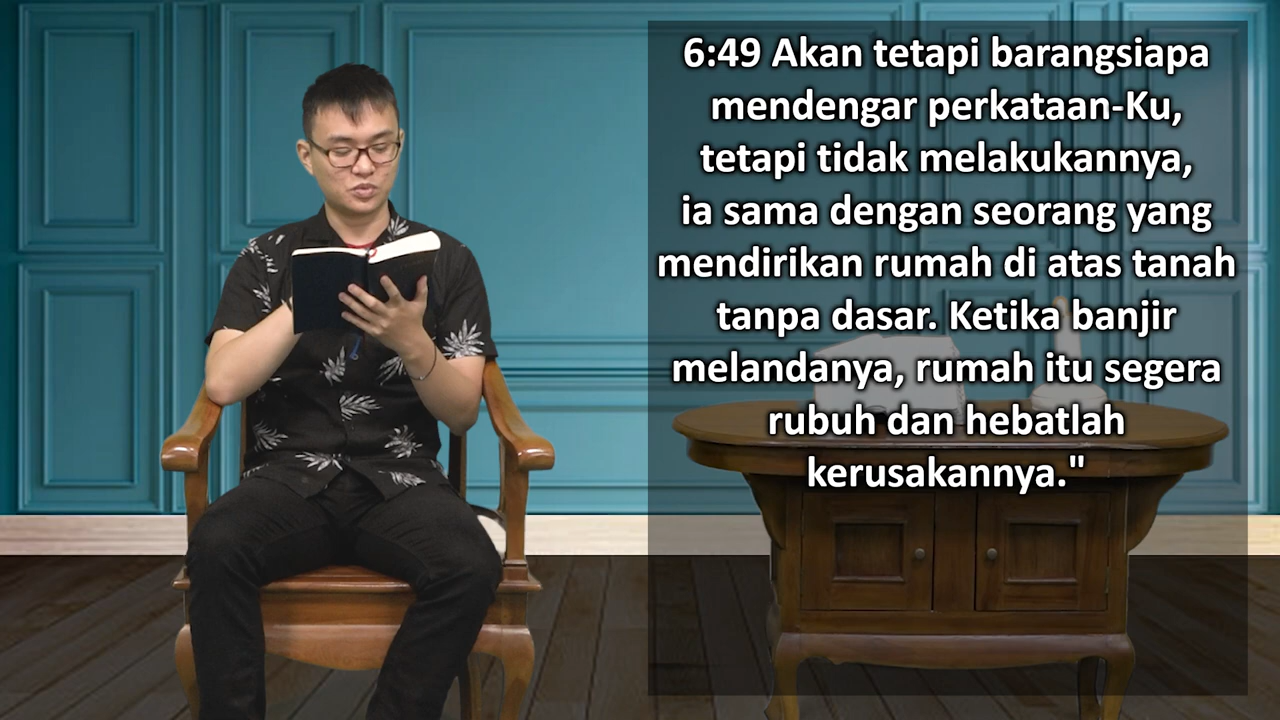 6:49 Akan tetapi barangsiapa
mendengar perkataan-Ku,
tetapi tidak melakukannya,
ia sama dengan seorang yang
mendirikan rumah di atas tanah
tanpa dasar. Ketika banjir
melandanya, rumah itu segera
rubuh dan hebatlah
kerusakannya."